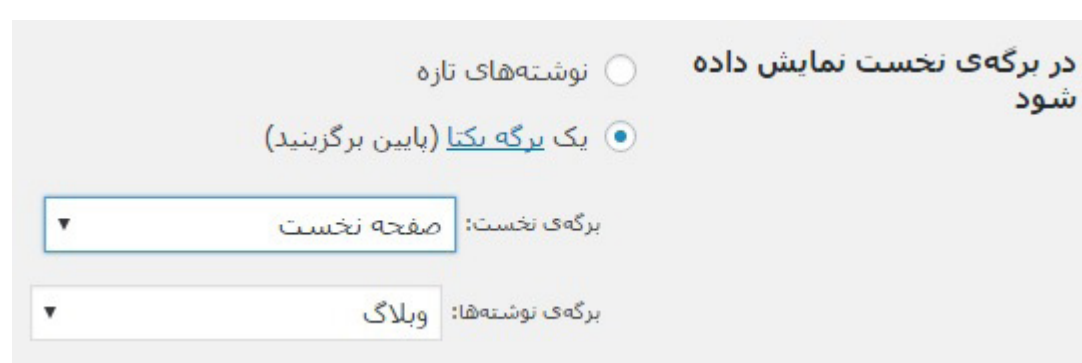 در برگه‌ی نخست نمایش داده
شود
نوشته‌های تازه
یک برگه یکتا (پایین برگزینید)
برگه‌ی نخست: صفحه نخست
برگه‌ی نوشته‌ها: وبلاگ